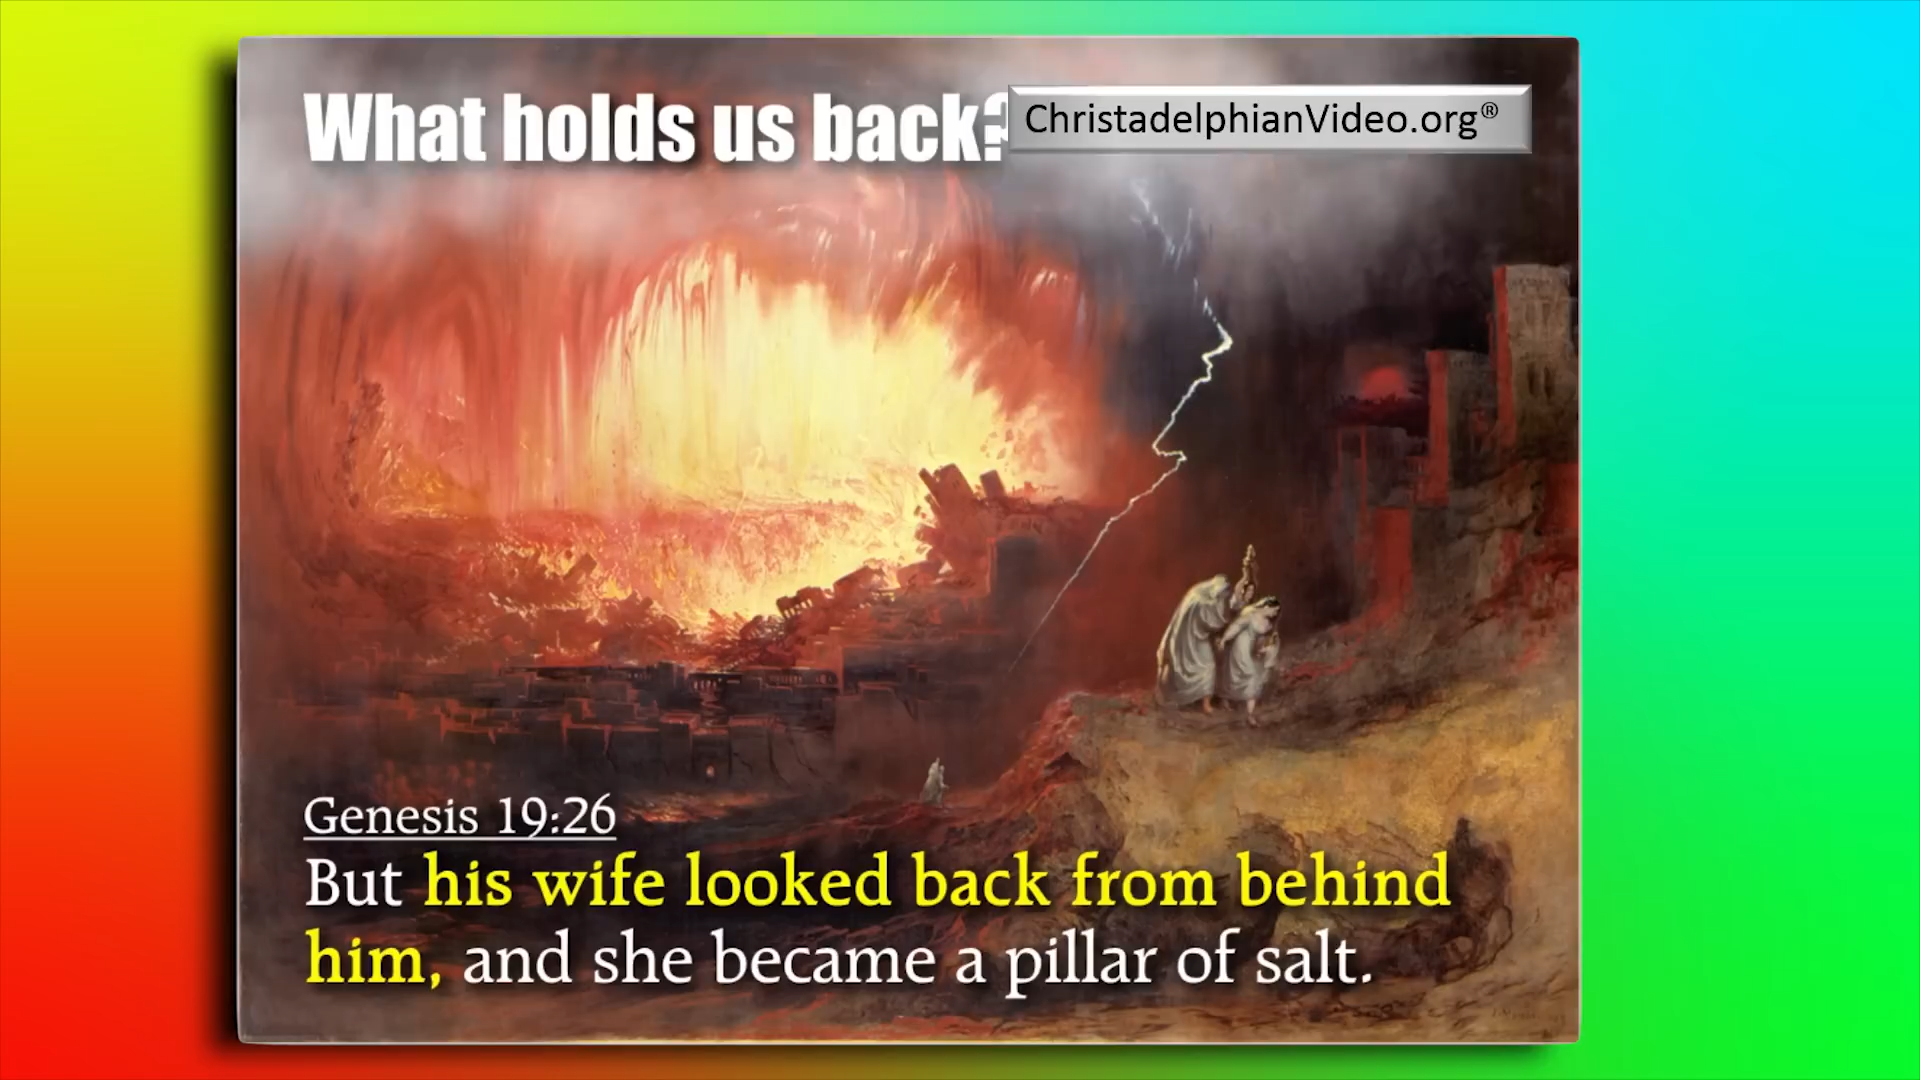 What holds us back?
ChristadelphianVideo.org®
Genesis 19:26
But his wife looked back from behind
him, and she became a pillar of salt.